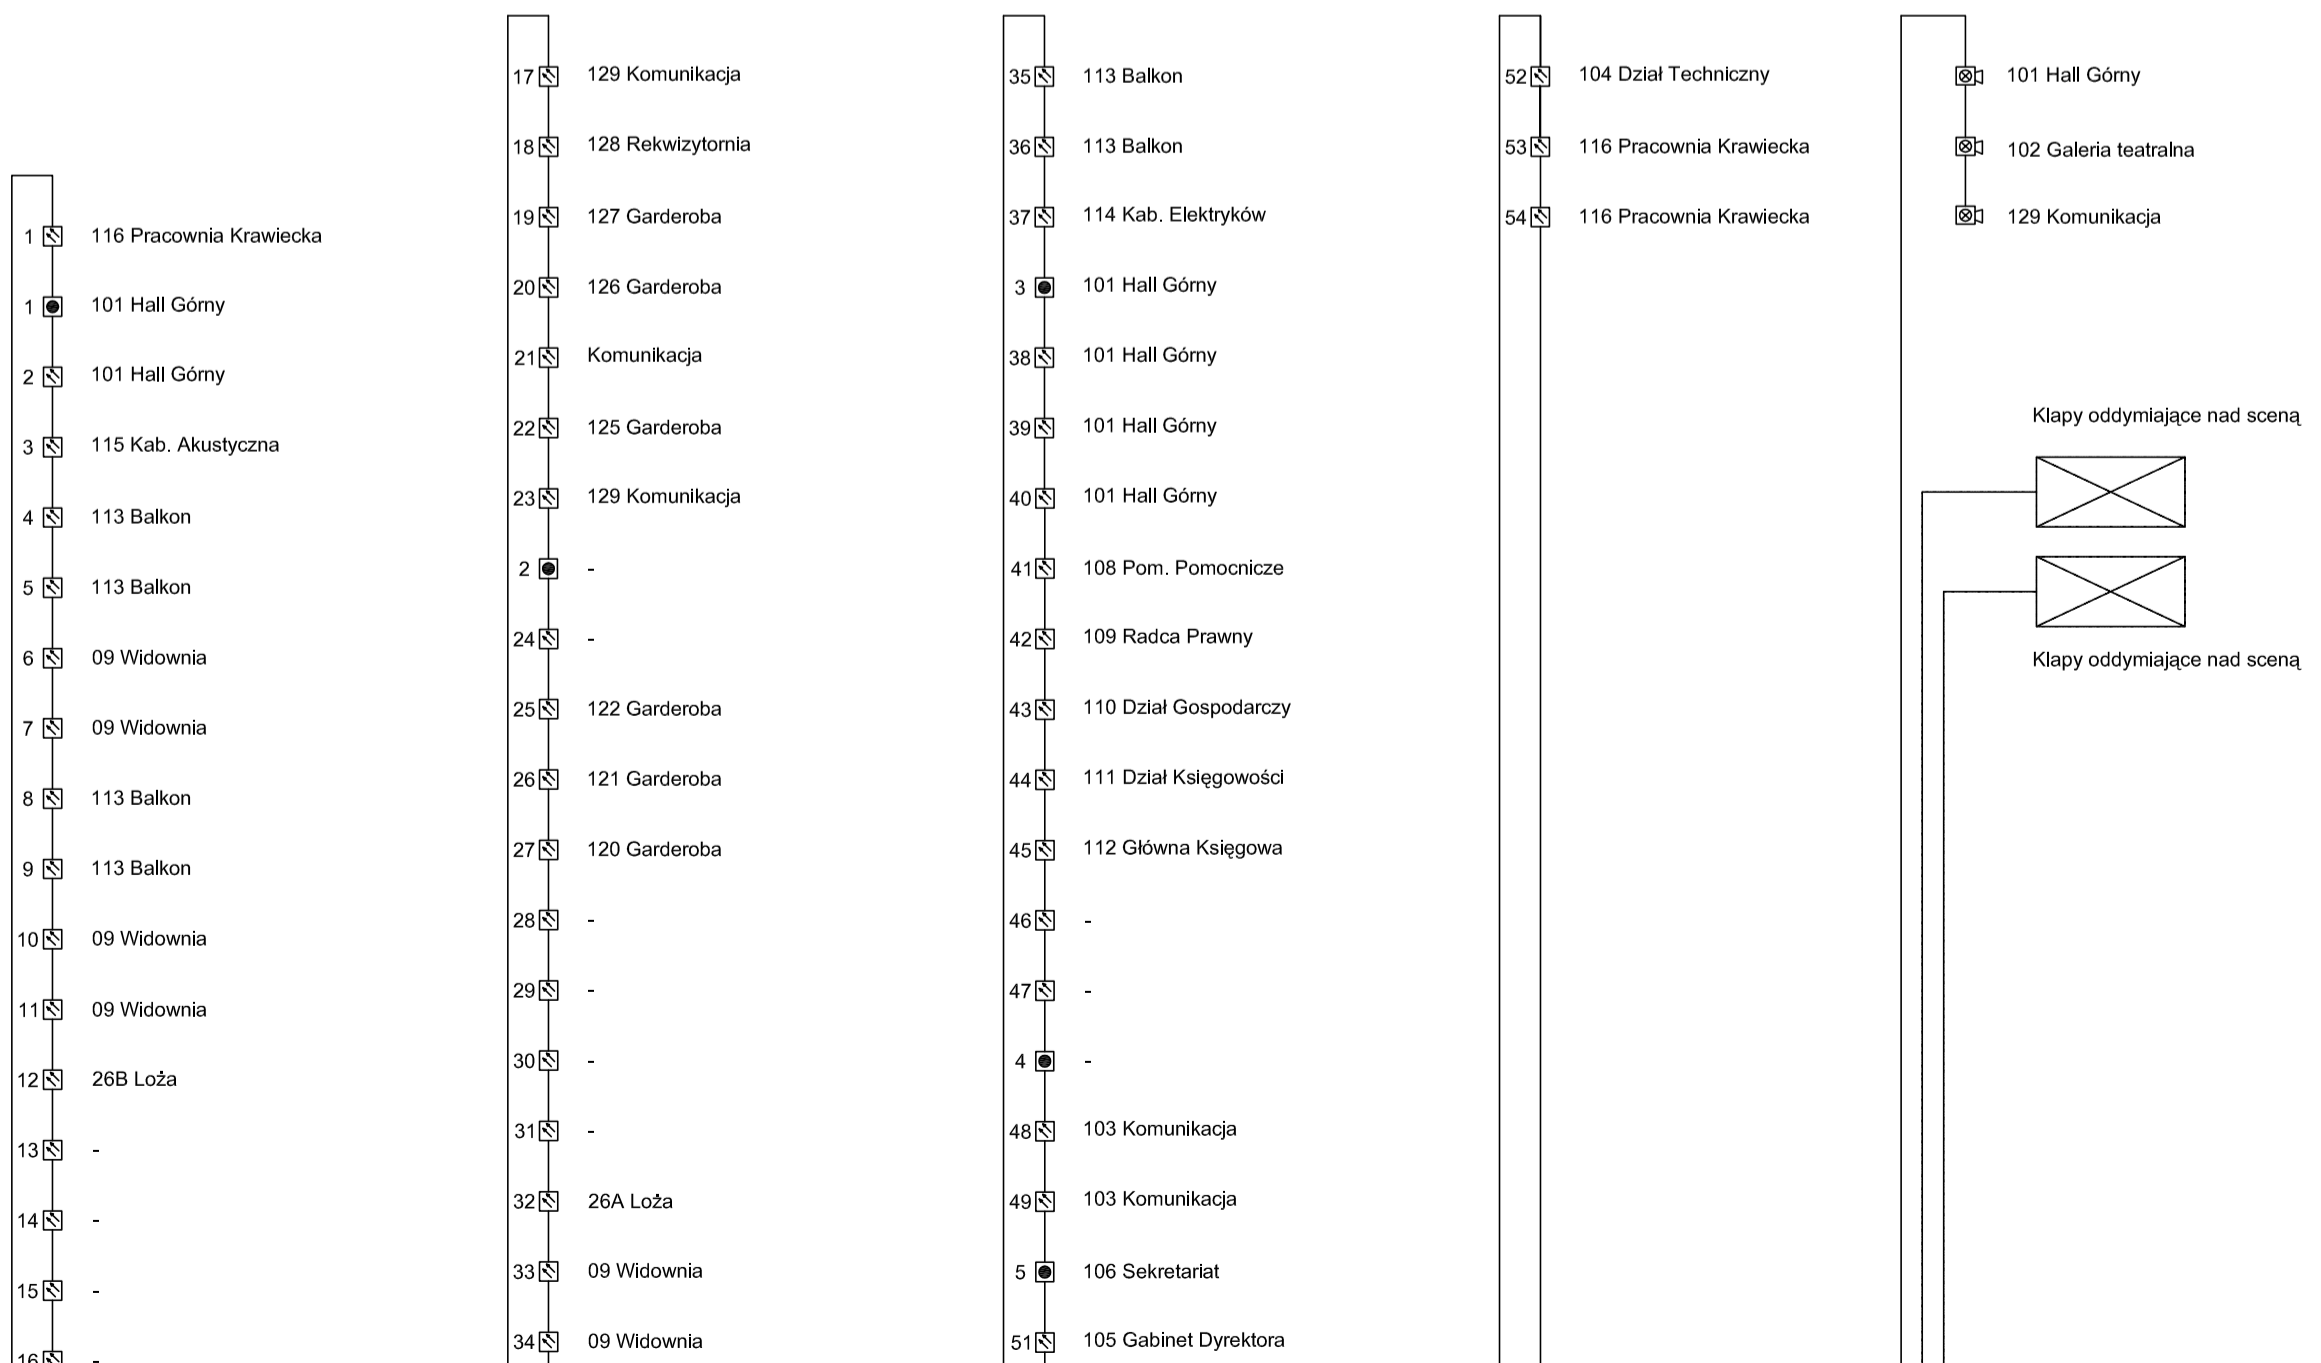 1 116 Pracownia Krawiecka
1 101 Hall Górny
2 101 Hall Górny
3 115 Kab. Akustyczna
4 113 Balkon
5 113 Balkon
6 09 Widownia
7 09 Widownia
8 113 Balkon
9 113 Balkon
10 09 Widownia
11 09 Widownia
12 26B Loża
13 -
14 -
15 -
16 -
17 129 Komunikacja
18 128 Rekwizytornia
19 127 Garderoba
20 126 Garderoba
21 Komunikacja
22 125 Garderoba
23 129 Komunikacja
2 -
24 -
25 122 Garderoba
26 121 Garderoba
27 120 Garderoba
28 -
29 -
30 -
31 -
32 26A Loża
33 09 Widownia
34 09 Widownia
35 113 Balkon
36 113 Balkon
37 114 Kab. Elektryków
3 101 Hall Górny
38 101 Hall Górny
39 101 Hall Górny
40 101 Hall Górny
41 108 Pom. Pomocnicze
42 109 Radca Prawny
43 110 Dział Gospodarczy
44 111 Dział Księgowości
45 112 Główna Księgowa
46 -
47 -
4 -
48 103 Komunikacja
49 103 Komunikacja
5 106 Sekretariat
51 105 Gabinet Dyrektora
52 104 Dział Techniczny
53 116 Pracownia Krawiecka
54 116 Pracownia Krawiecka
101 Hall Górny
102 Galeria teatralna
129 Komunikacja
Klapy oddymiające nad sceną
Klapy oddymiające nad sceną